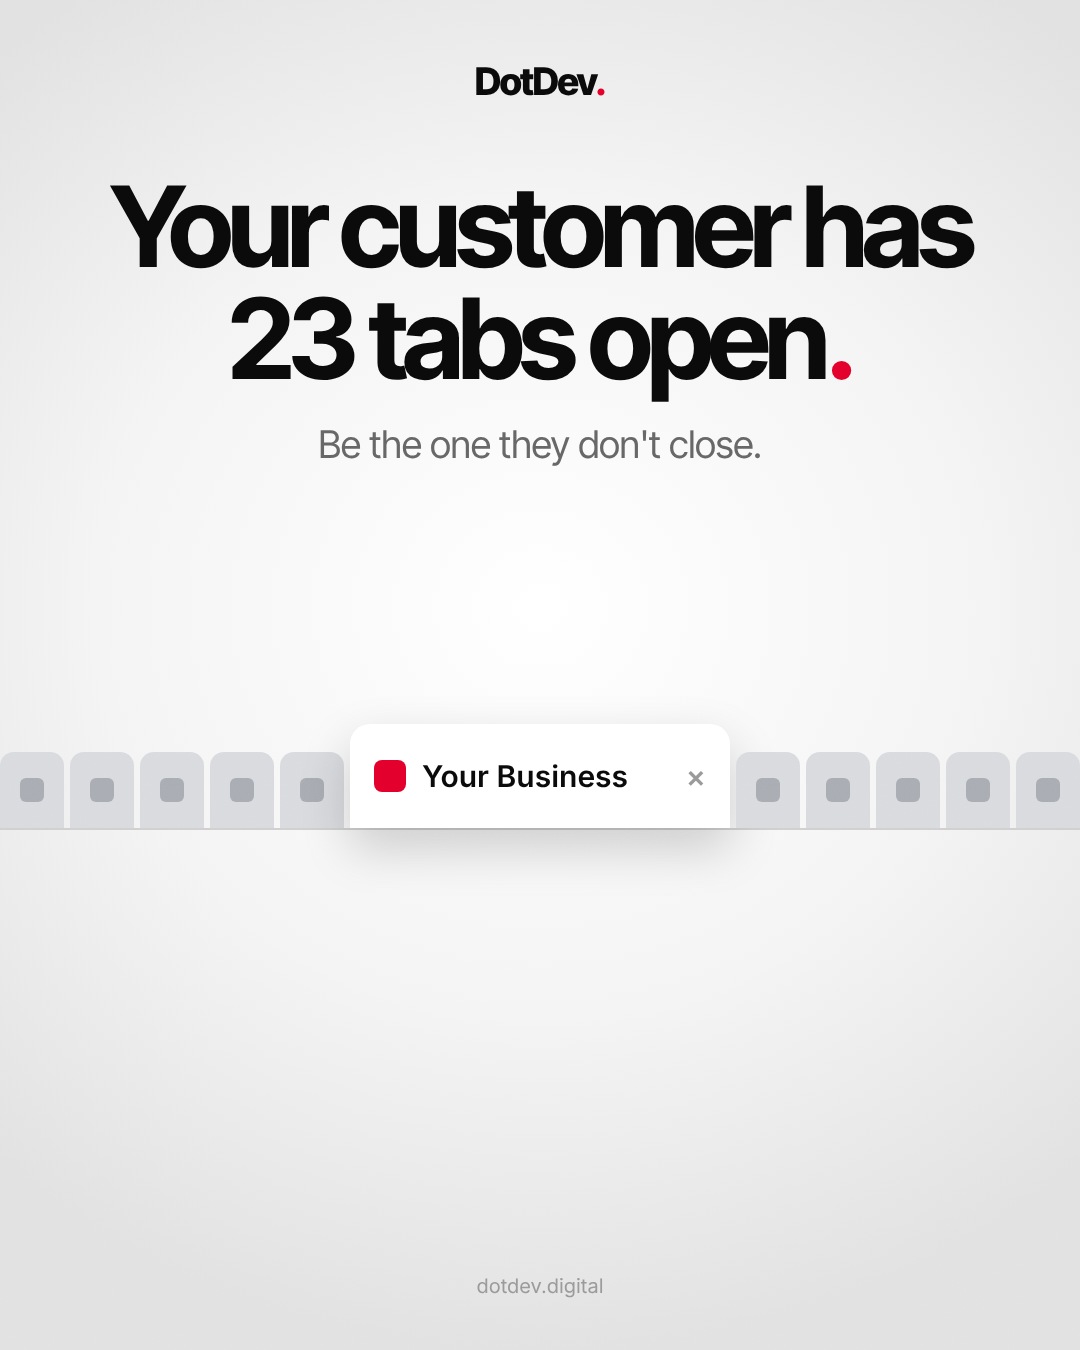 DotDev.
Your customer has
23 tabs open.
Be the one they don't close.
Your Business ×
dotdev.digital